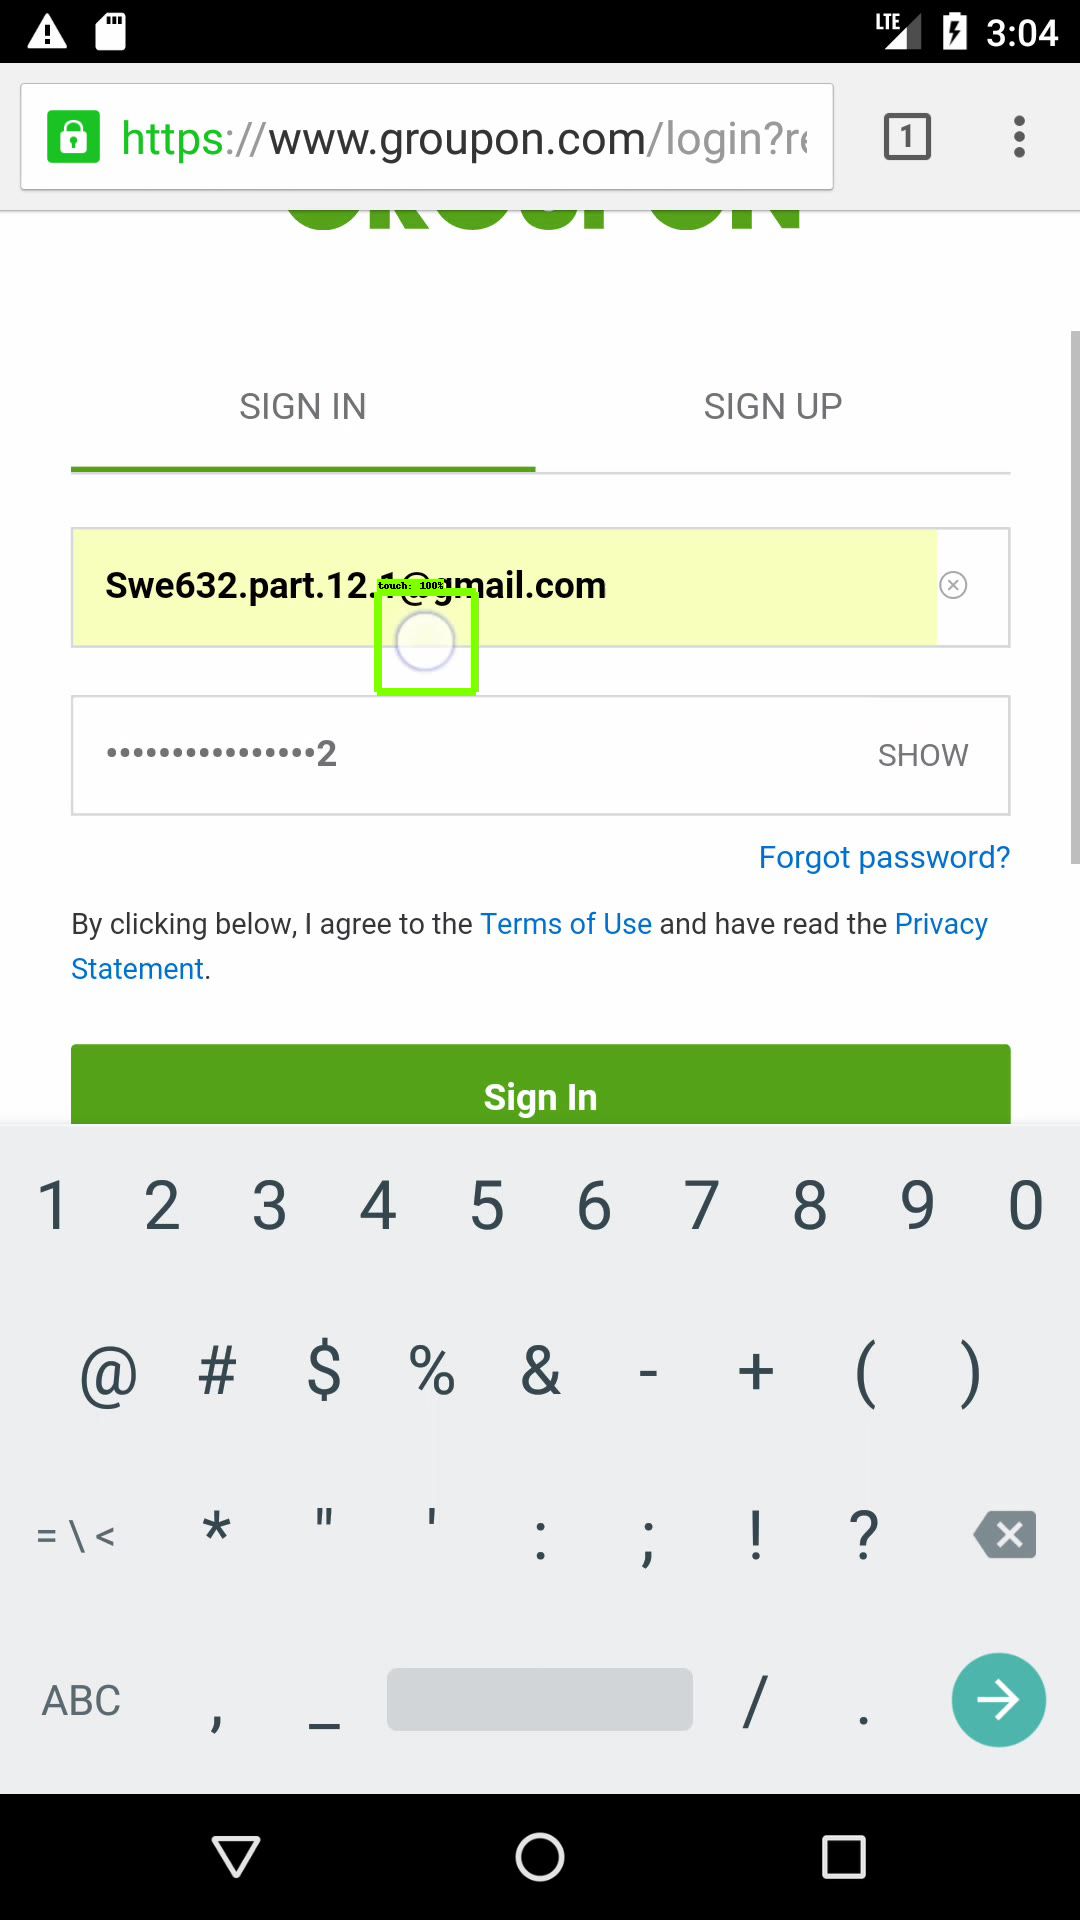 LTE 3:04
https://www.groupon.com/login?re
1
GROUPON
SIGN IN SIGN UP
Swe632.part.12.1@gmail.com
touch: 100%
••••••••••••••••2 SHOW
Forgot password?
By clicking below, I agree to the Terms of Use and have read the Privacy
Statement.
Sign In
1 2 3 4 5 6 7 8 9 0
@ # $ % & - + ( )
= \ < * " ' : ; ! ?
ABC , _ / .